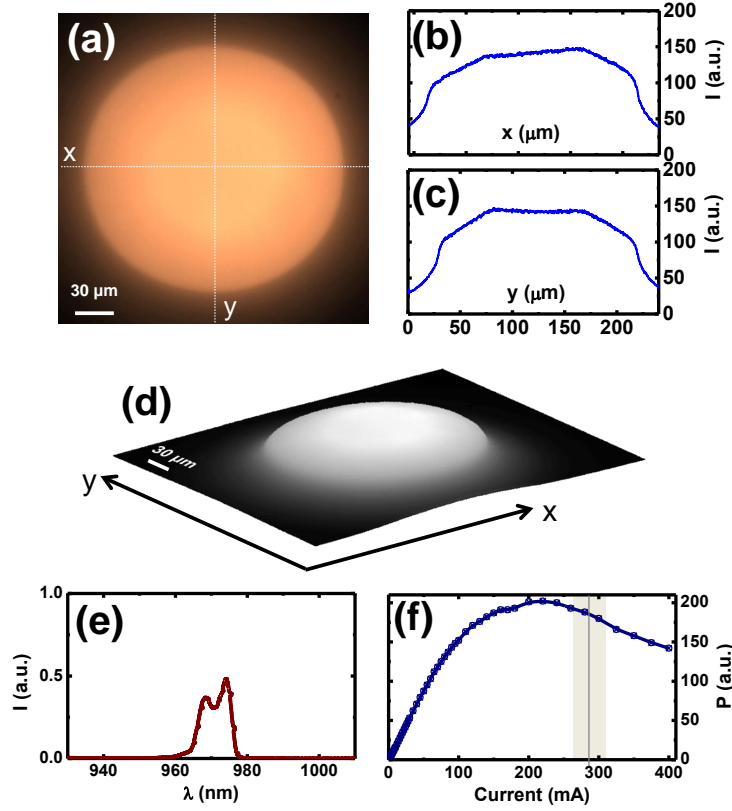 (a)
x
y
30 μm
(b)
200
150
100
50
0
I (a.u.)
x (μm)
(c)
200
150
100
50
0
I (a.u.)
y (μm)
0 50 100 150 200
(d)
30 μm
y
x
(e)
1.0
0.5
0.0
I (a.u.)
940 960 980 1000
λ (nm)
(f)
200
150
100
50
0
P (a.u.)
0 100 200 300 400
Current (mA)